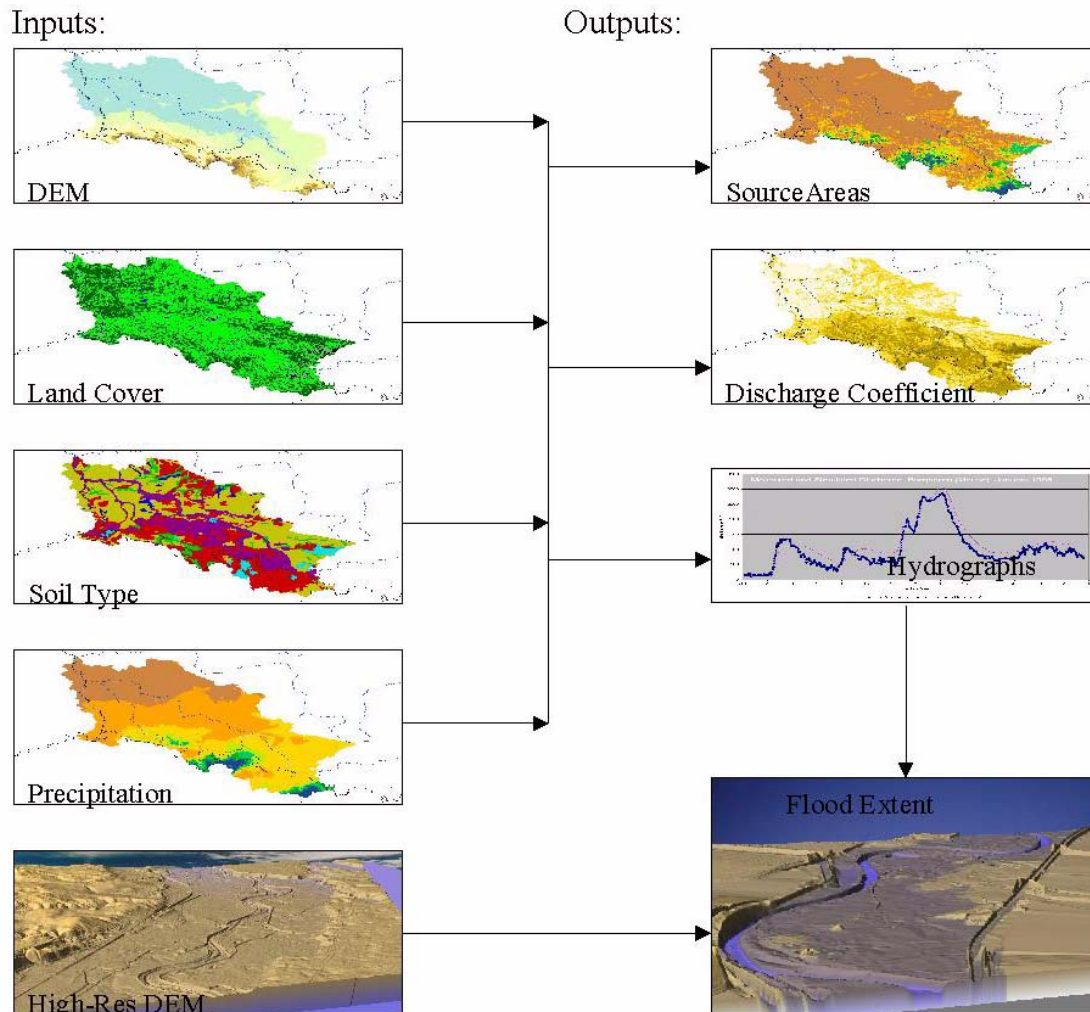 Inputs:
Outputs:
DEM
Source Areas
Land Cover
Discharge Coefficient
Soil Type
Hydrographs
Precipitation
Flood Extent
High-Res DEM